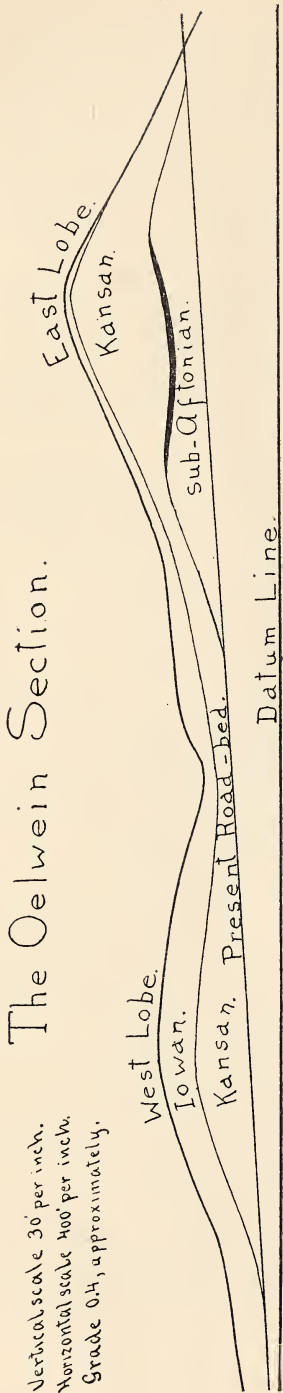 The Oelwein Section.
Vertical scale 30' per inch.
Horizontal scale 400' per inch.
Grade 0.4, approximately.
West Lobe.
Iowan.
Kansan.
Present Road-bed.
East Lobe.
Kansan.
sub-Aftonian.
Datum Line.